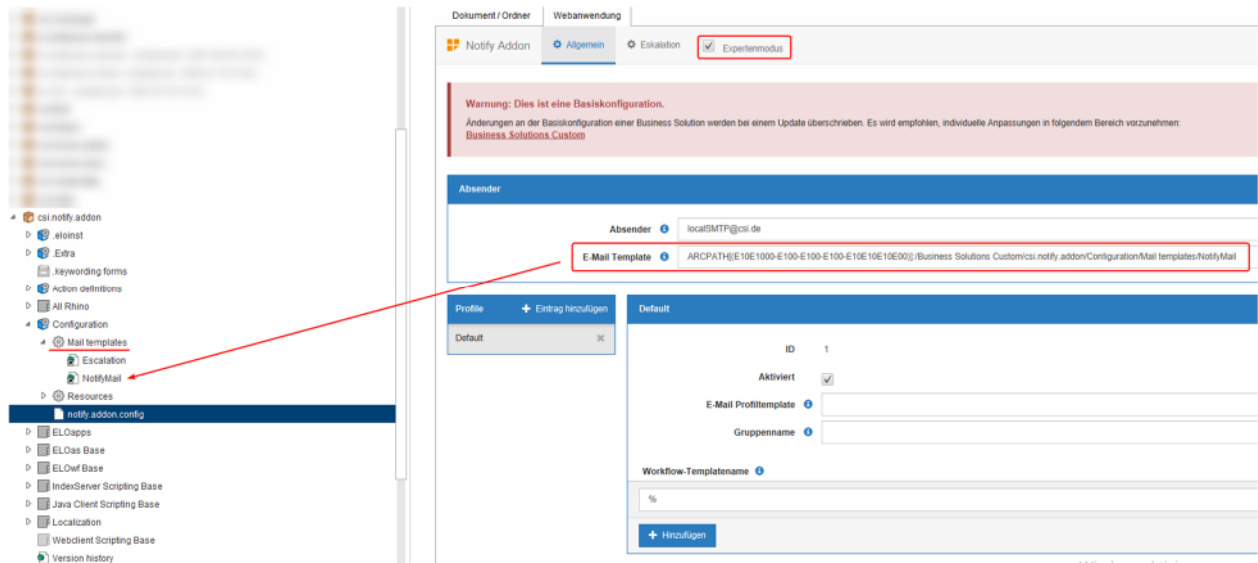 Dokument / Ordner
Webanwendung
Notify Addon
Allgemein
Eskalation
Expertenmodus
Warnung: Dies ist eine Basiskonfiguration.
Änderungen an der Basiskonfiguration einer Business Solution werden bei einem Update überschrieben. Es wird empfohlen, individuelle Anpassungen in folgendem Bereich vorzunehmen:
Business Solutions Custom
Absender
Absender
localSMTP@csi.de
E-Mail Template
ARCPATH[(E10E1000-E100-E100-E100-E10E10E10E00)]:/Business Solutions Custom/csi.notify.addon/Configuration/Mail templates/NotifyMail
Profile
Eintrag hinzufügen
Default
Default
ID
1
Aktiviert
E-Mail Profiltemplate
Gruppenname
Workflow-Templatename
%
Hinzufügen
csi.notify.addon
.eloinst
.Extra
.keywording forms
Action definitions
All Rhino
Configuration
Mail templates
Escalation
NotifyMail
Resources
notify.addon.config
ELOapps
ELOas Base
ELOwf Base
IndexServer Scripting Base
Java Client Scripting Base
Localization
Webclient Scripting Base
Version history